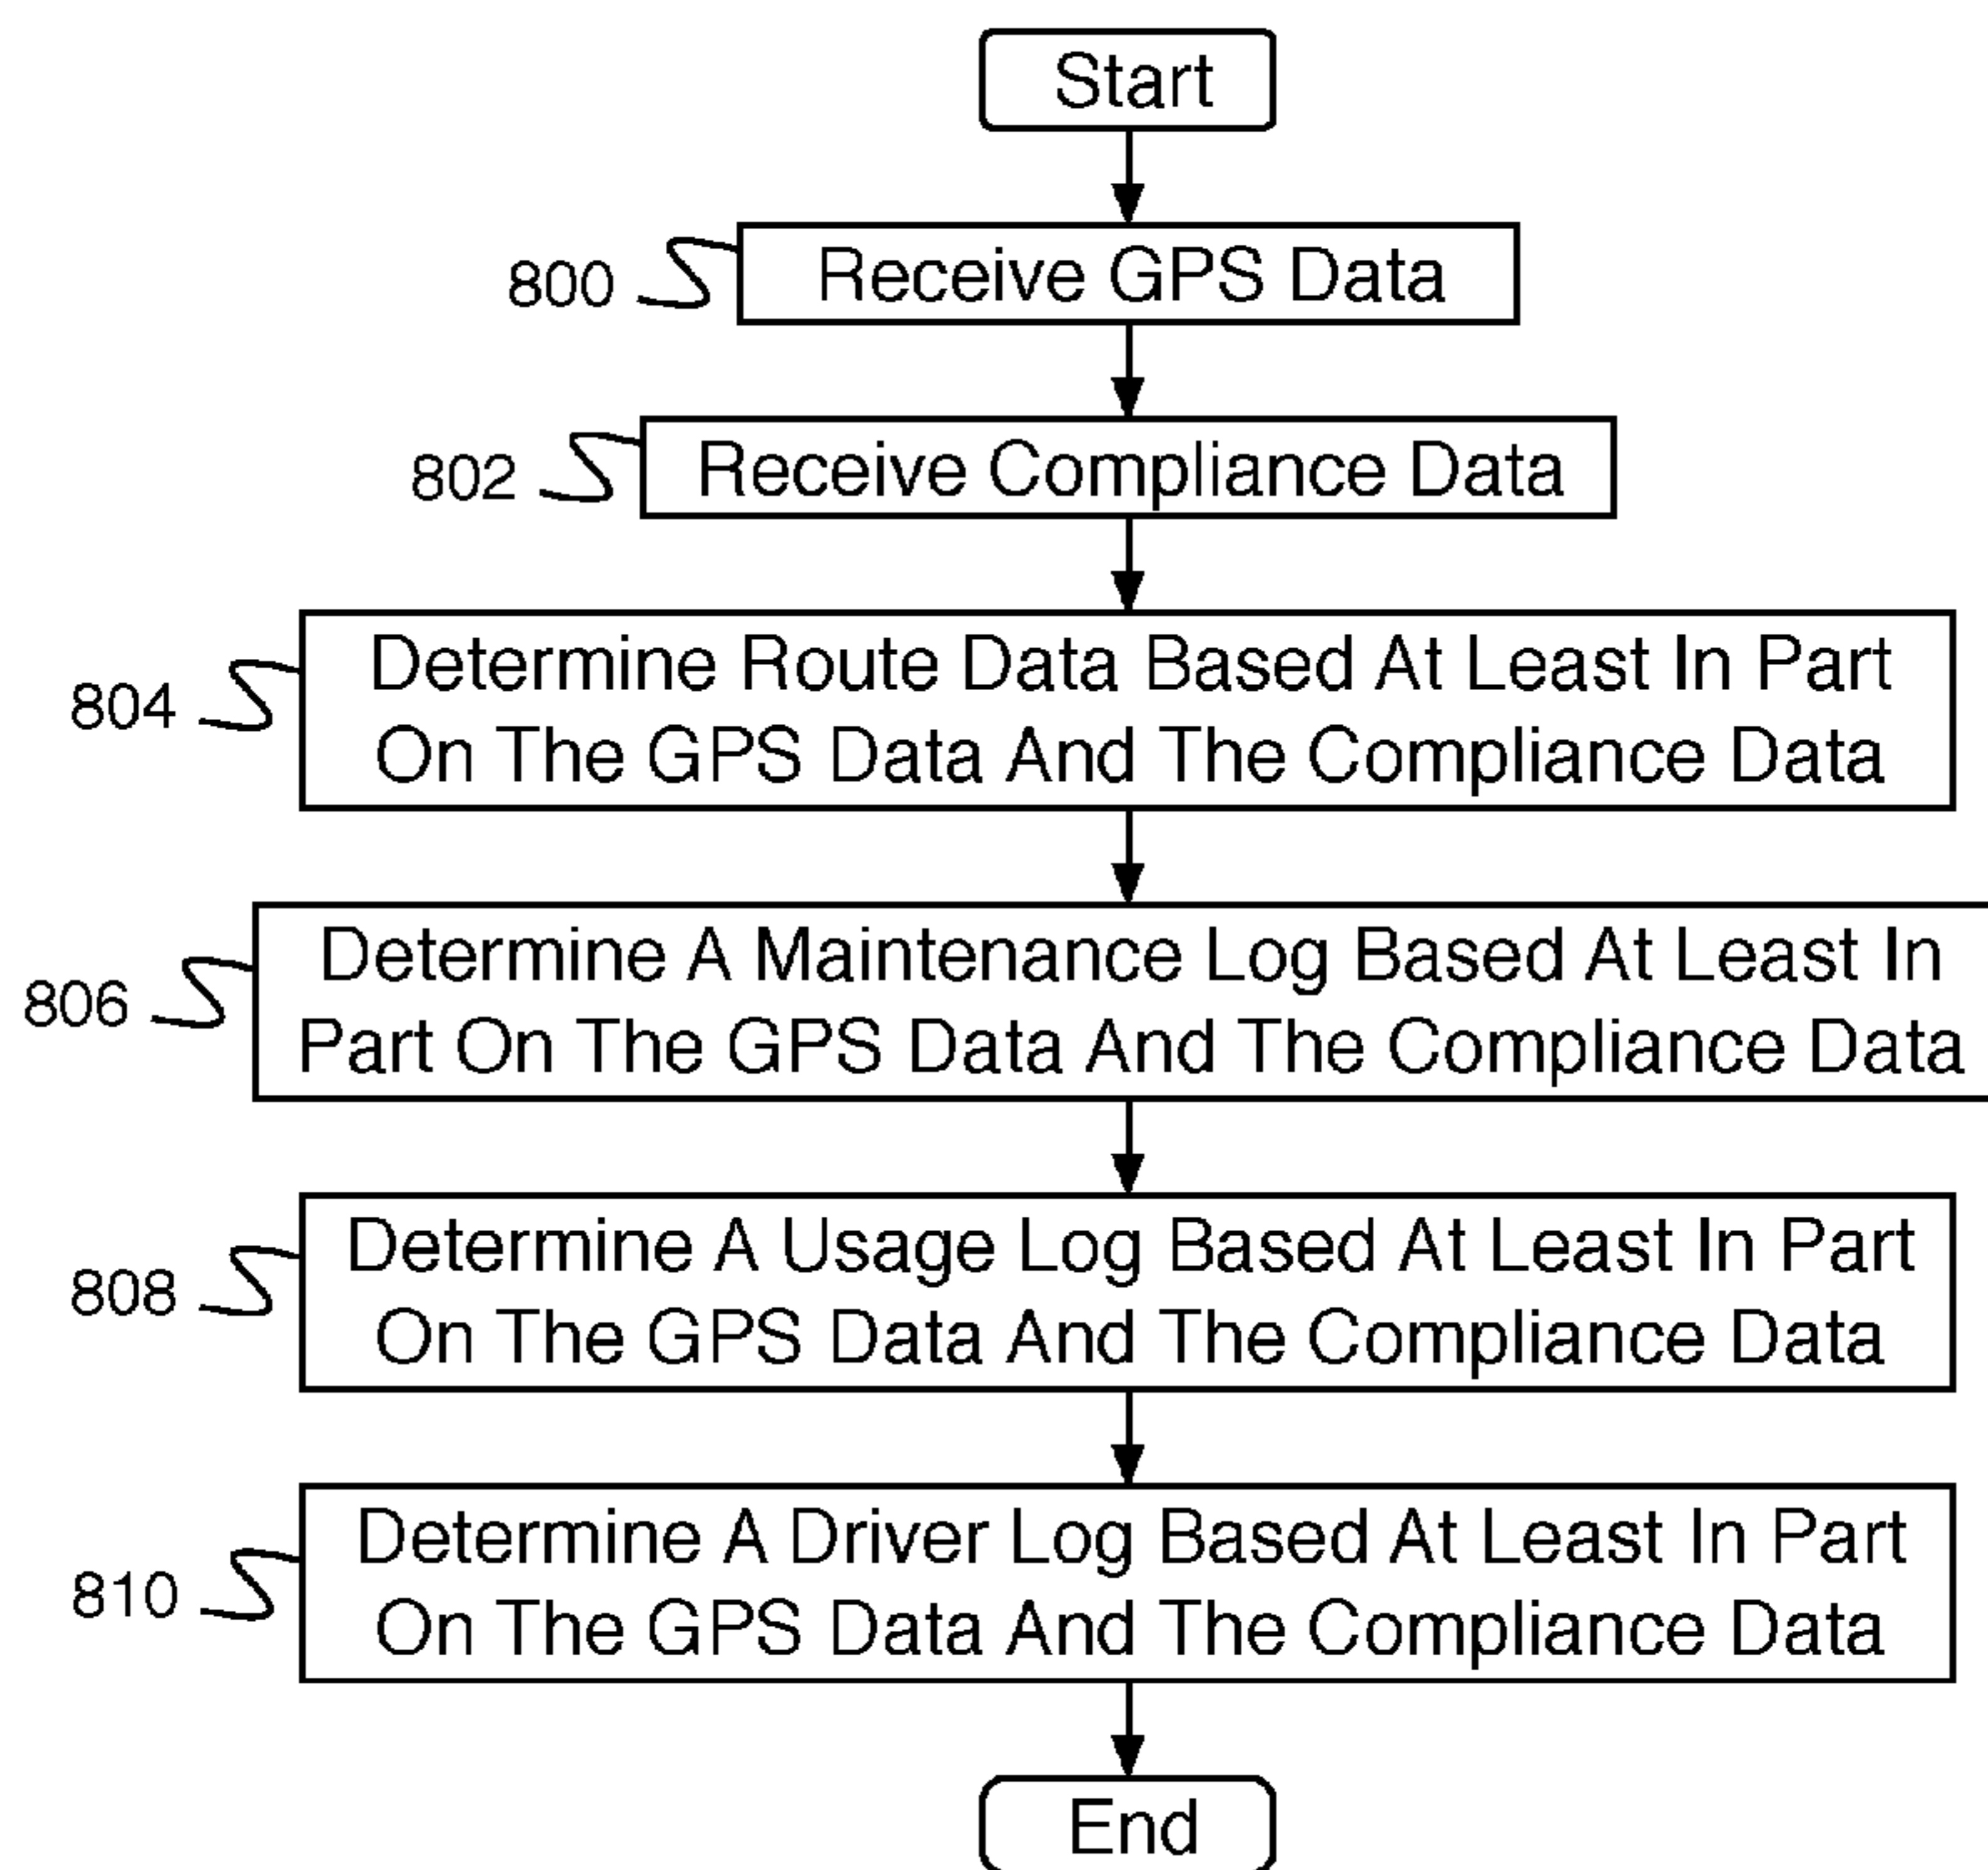 Start
800
Receive GPS Data
802
Receive Compliance Data
804
Determine Route Data Based At Least In Part
On The GPS Data And The Compliance Data
806
Determine A Maintenance Log Based At Least In
Part On The GPS Data And The Compliance Data
808
Determine A Usage Log Based At Least In Part
On The GPS Data And The Compliance Data
810
Determine A Driver Log Based At Least In Part
On The GPS Data And The Compliance Data
End